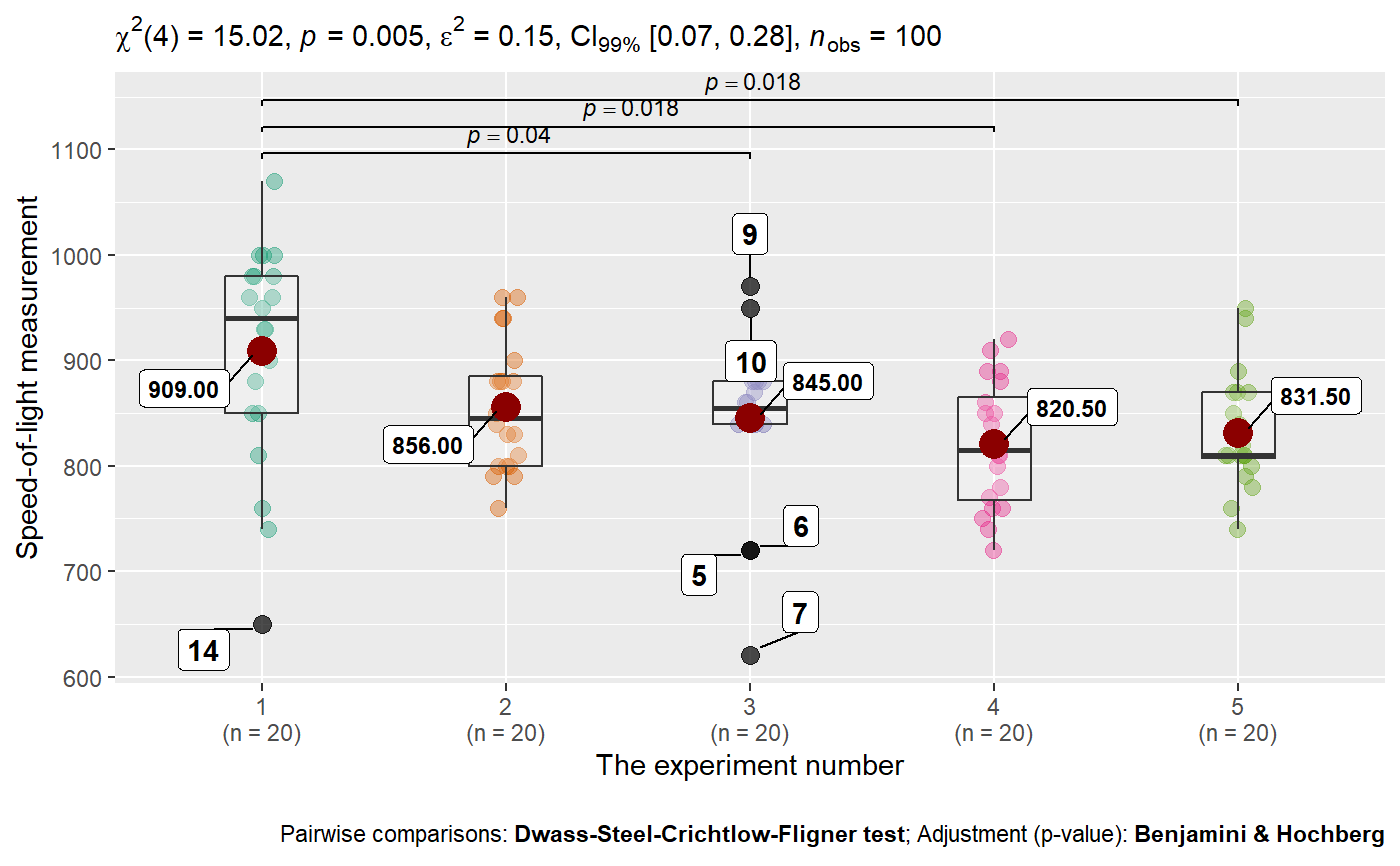 χ²(4) = 15.02, p = 0.005, ε² = 0.15, CI99% [0.07, 0.28], nobs = 100
p = 0.018
p = 0.018
p = 0.04
Speed-of-light measurement
1100
1000
900
800
700
600
9
10
909.00
856.00
845.00
820.50
831.50
6
5
7
14
1 2 3 4 5
(n = 20) (n = 20) (n = 20) (n = 20) (n = 20)
The experiment number
Pairwise comparisons: Dwass-Steel-Crichtlow-Fligner test; Adjustment (p-value): Benjamini & Hochberg